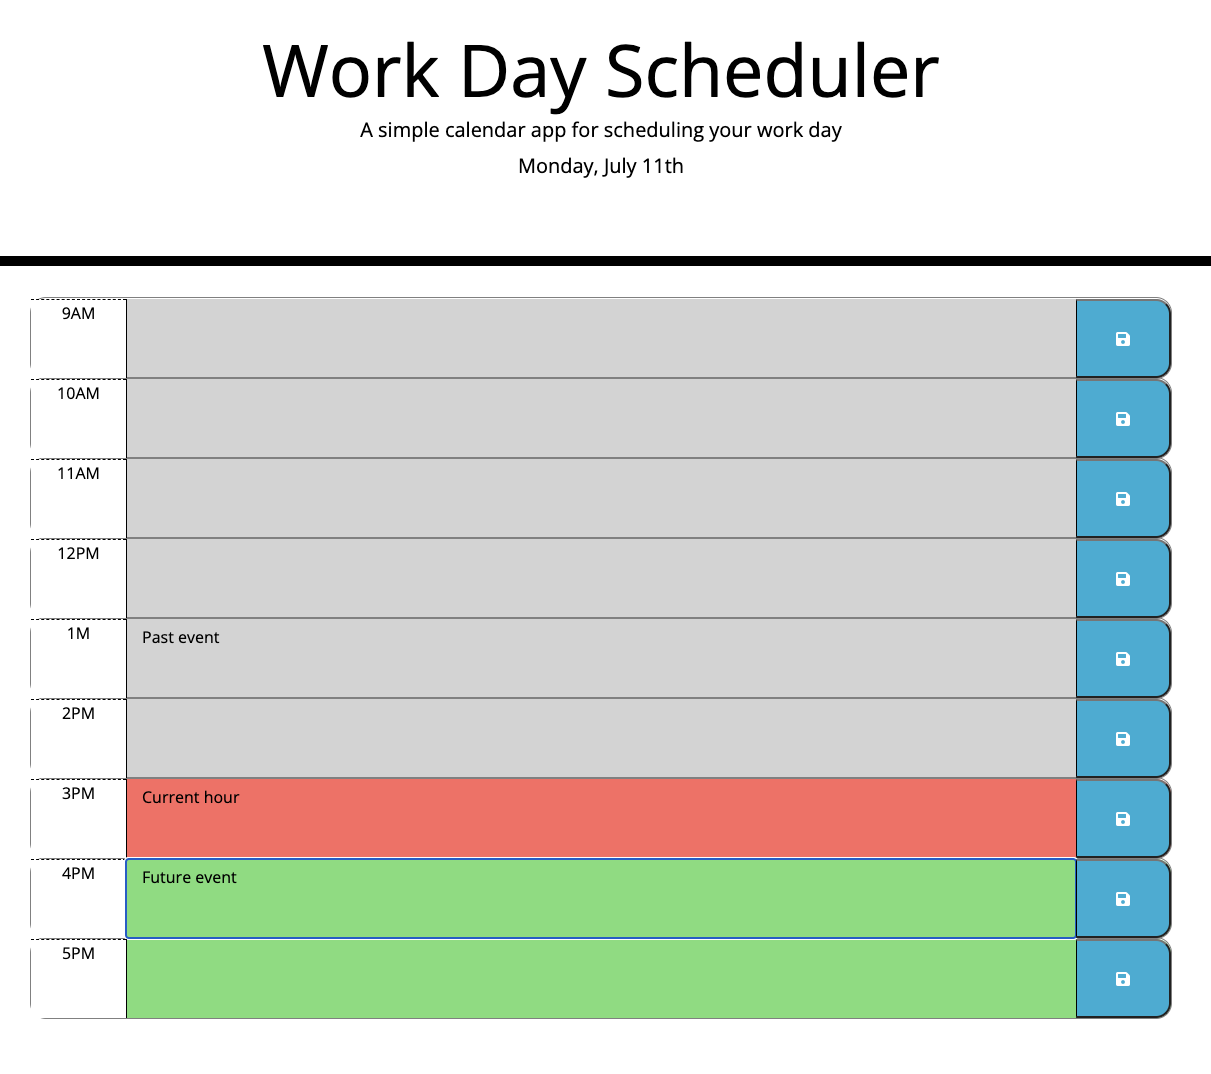 Work Day Scheduler
A simple calendar app for scheduling your work day
Monday, July 11th
9AM
10AM
11AM
12PM
1M
Past event
2PM
3PM
Current hour
4PM
Future event
5PM